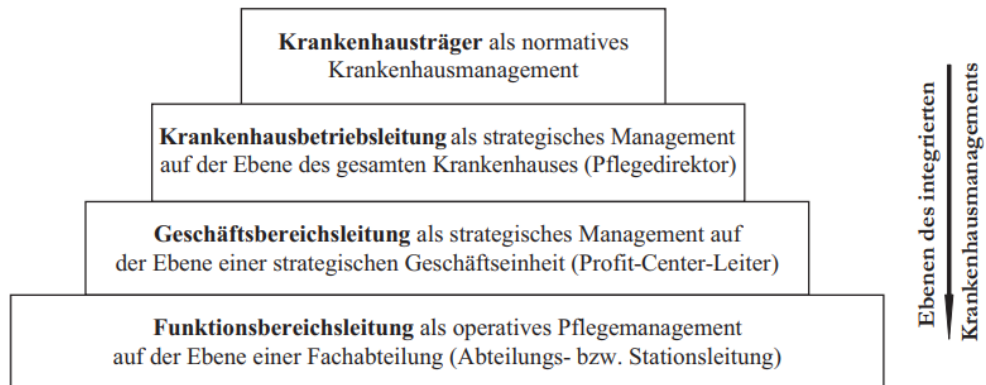 Krankenhausträger als normatives
Krankenhausmanagement
Krankenhausbetriebsleitung als strategisches Management
auf der Ebene des gesamten Krankenhauses (Pflegedirektor)
Geschäftsbereichsleitung als strategisches Management auf
der Ebene einer strategischen Geschäftseinheit (Profit-Center-Leiter)
Funktionsbereichsleitung als operatives Pflegemanagement
auf der Ebene einer Fachabteilung (Abteilungs- bzw. Stationsleitung)
Ebenen des integrierten
Krankenhausmanagements